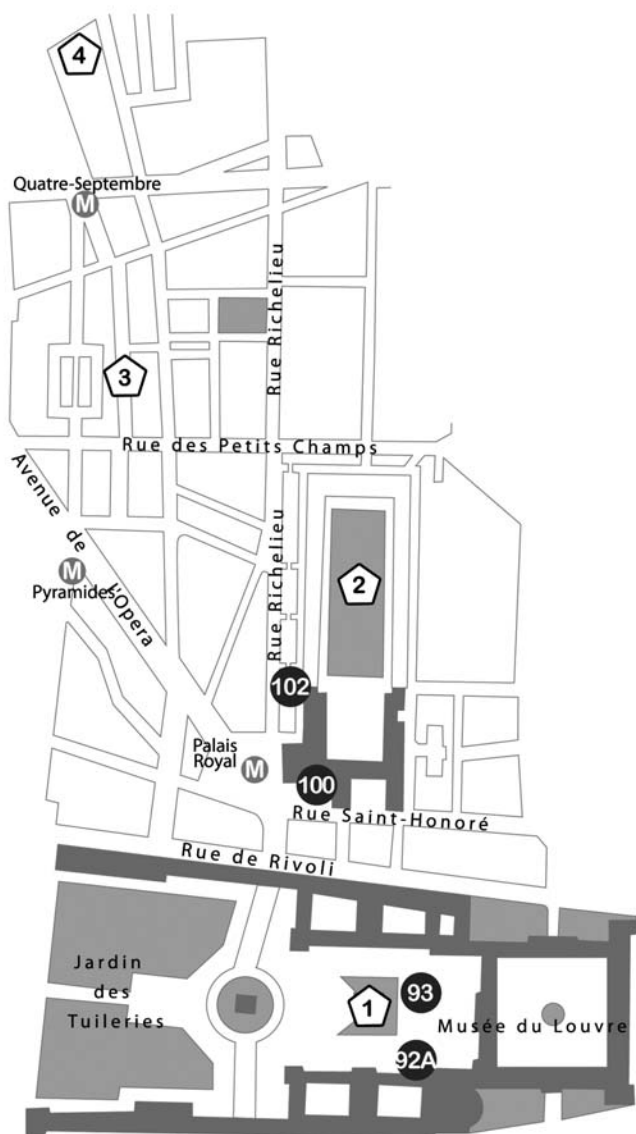 4
Quatre-Septembre
M
Rue Richelieu
3
Rue des Petits Champs
Avenue de l'Opera
M
Pyramides
2
Rue Richelieu
102
Palais
Royal
M
100
Rue Saint-Honoré
Rue de Rivoli
Jardin
des
Tuileries
93
1
Musée du Louvre
92A